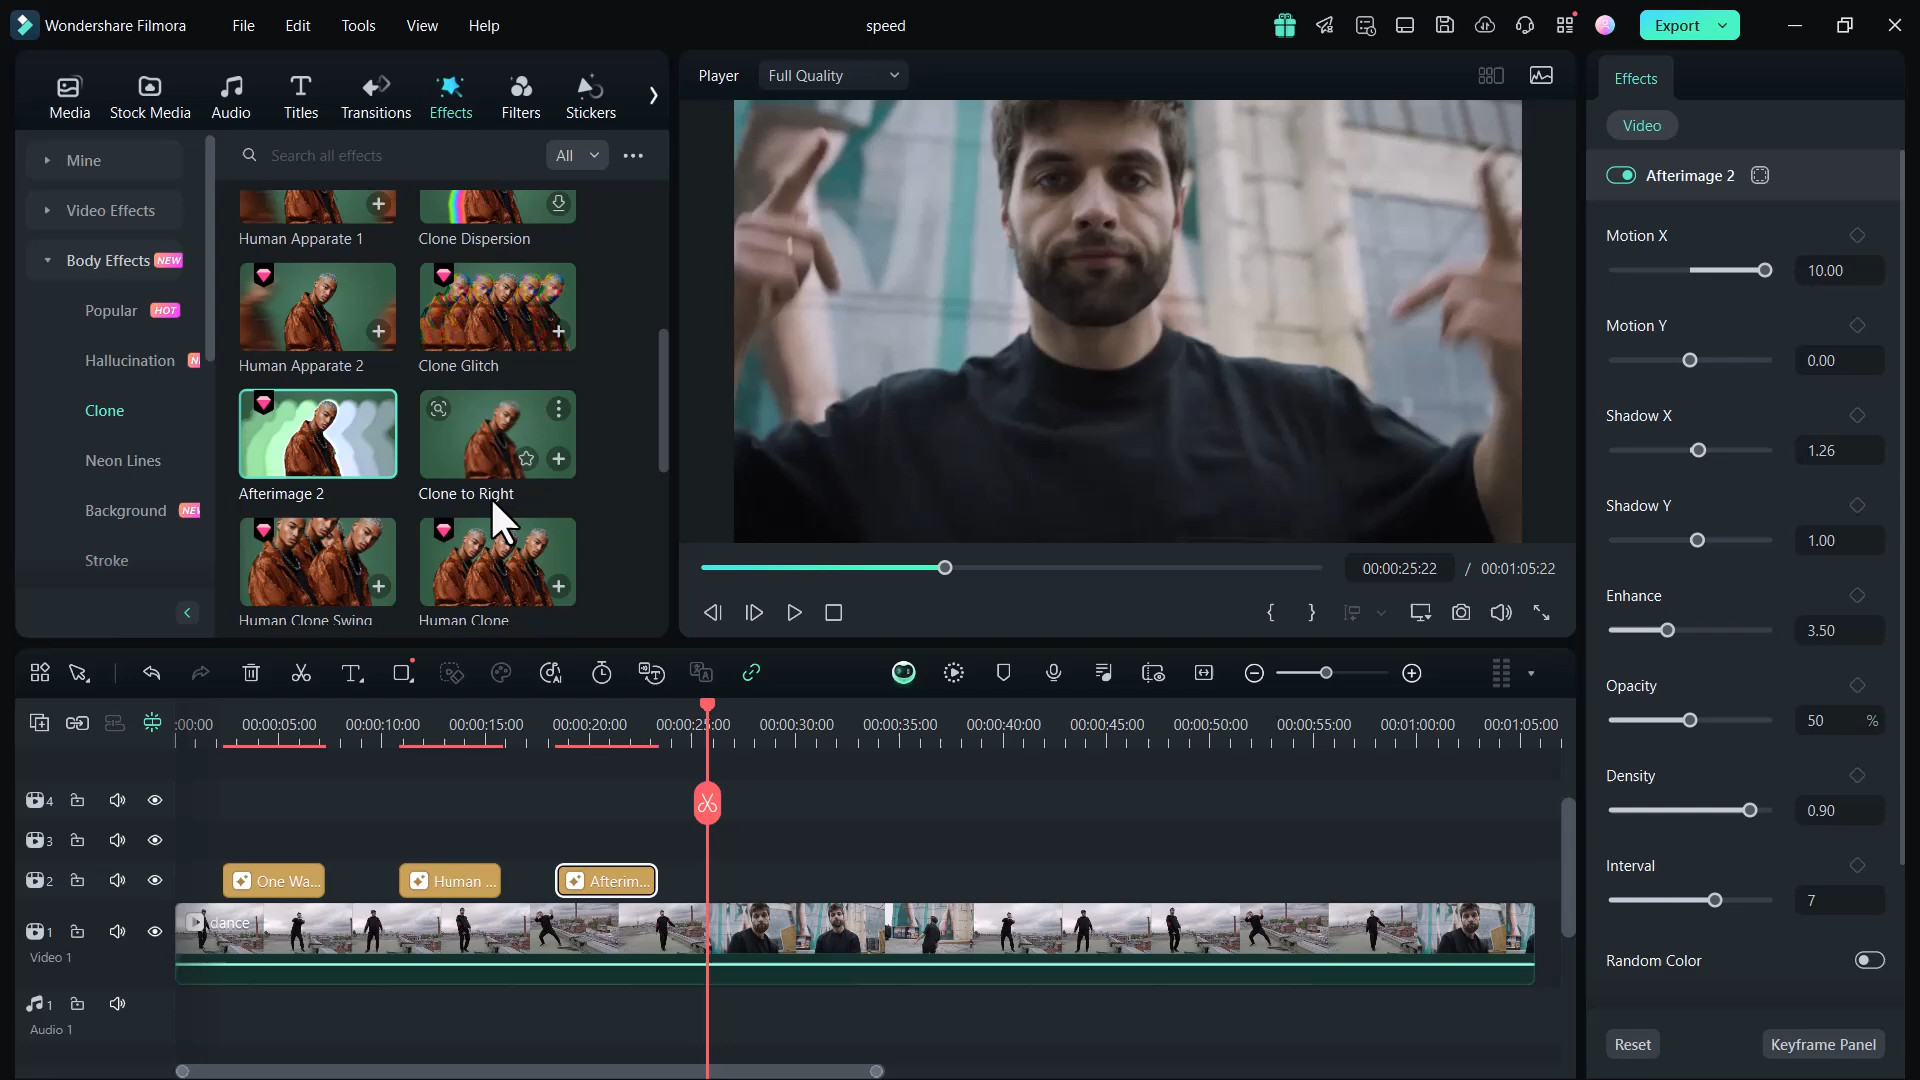 Wondershare Filmora
File
Edit
Tools
View
Help
speed
Export
Media
Stock Media
Audio
Titles
Transitions
Effects
Filters
Stickers
Player
Full Quality
Effects
Video
Mine
Search all effects
All
Video Effects
Human Apparate 1
Clone Dispersion
Body Effects NEW
Popular HOT
Hallucination
Human Apparate 2
Clone Glitch
Clone
Neon Lines
Afterimage 2
Clone to Right
Background
Stroke
Human Clone Swing
Human Clone
00:00:25:22 / 00:01:05:22
Afterimage 2
Motion X
10.00
Motion Y
0.00
Shadow X
1.26
Shadow Y
1.00
Enhance
3.50
Opacity
50 %
Density
0.90
Interval
7
Random Color
Reset
Keyframe Panel
:00:00 00:00:05:00 00:00:10:00 00:00:15:00 00:00:20:00 00:00:25:00 00:00:30:00 00:00:35:00 00:00:40:00 00:00:45:00 00:00:50:00 00:00:55:00 00:01:00:00 00:01:05:00
4
3
2
One Wa...
Human ...
Afterim...
1
dance
Video 1
1
Audio 1